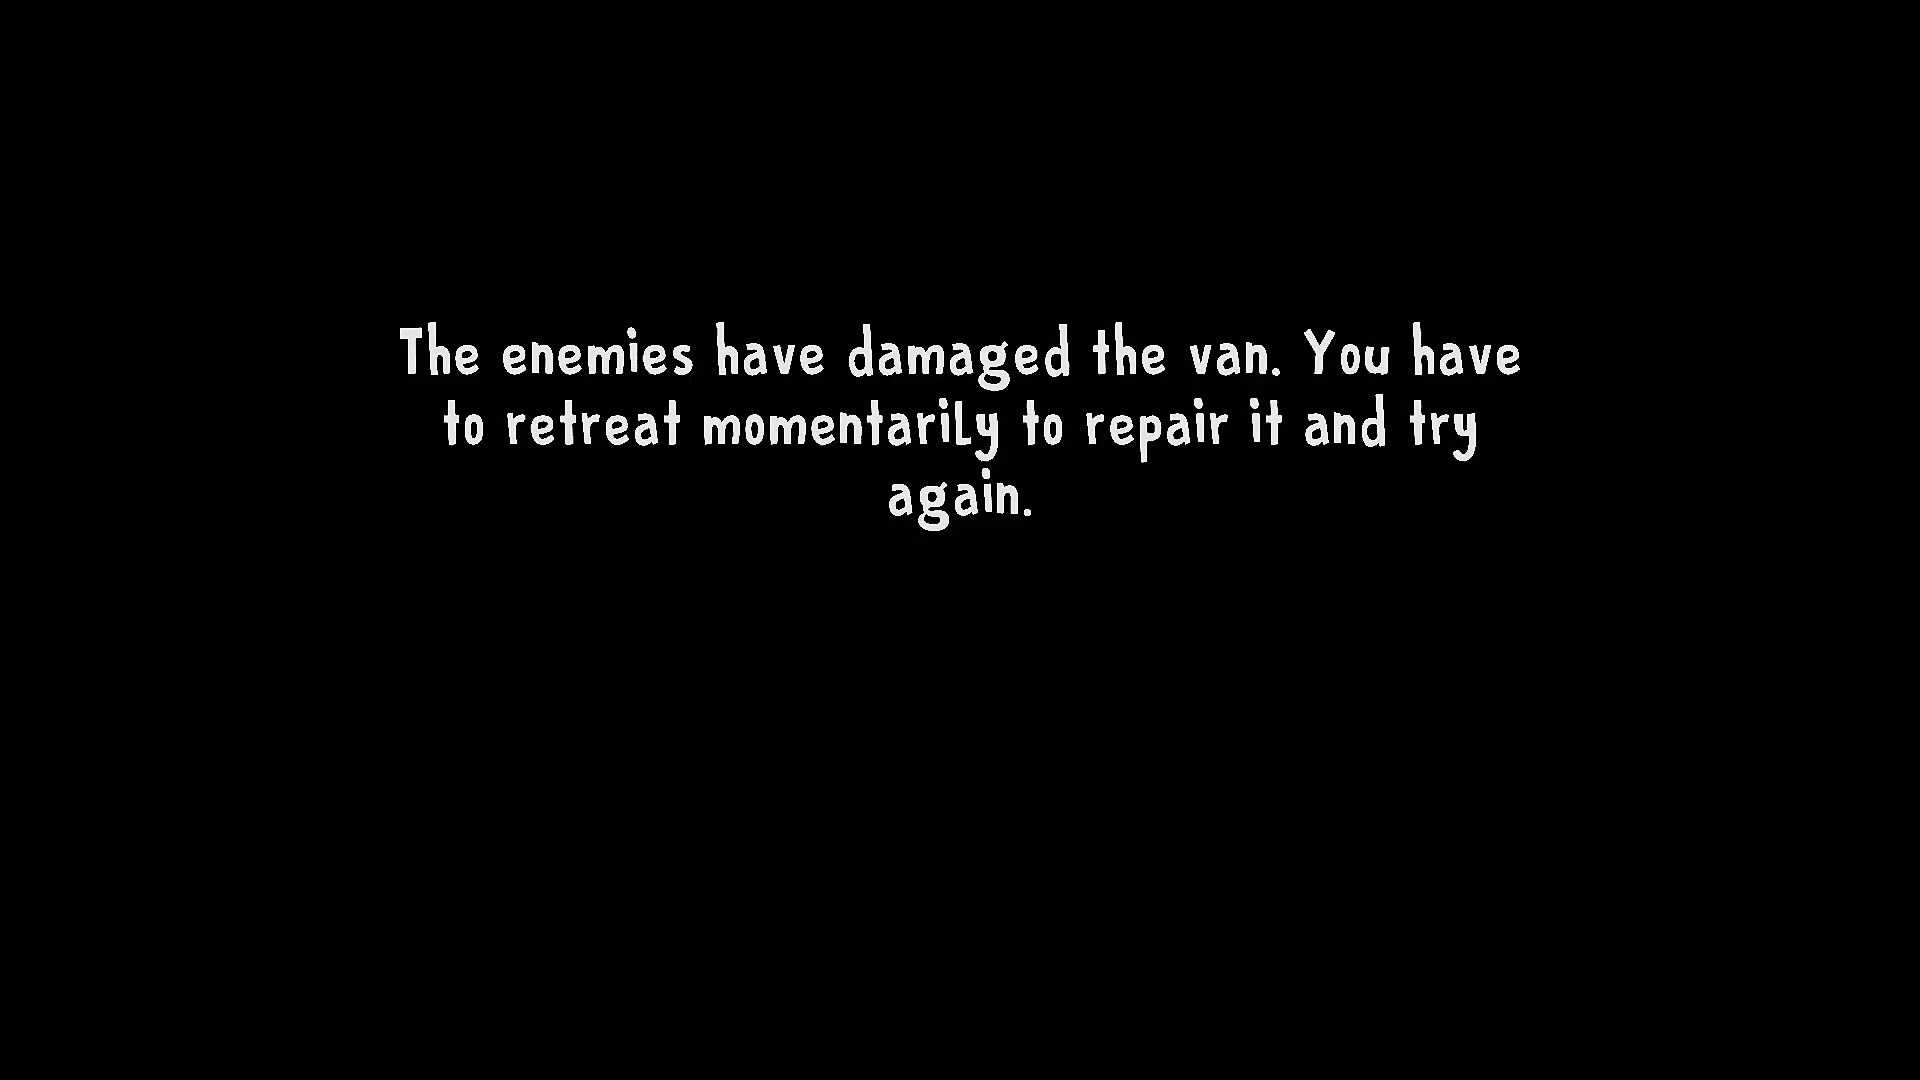 The enemies have damaged the van. You have
to retreat momentarily to repair it and try
again.